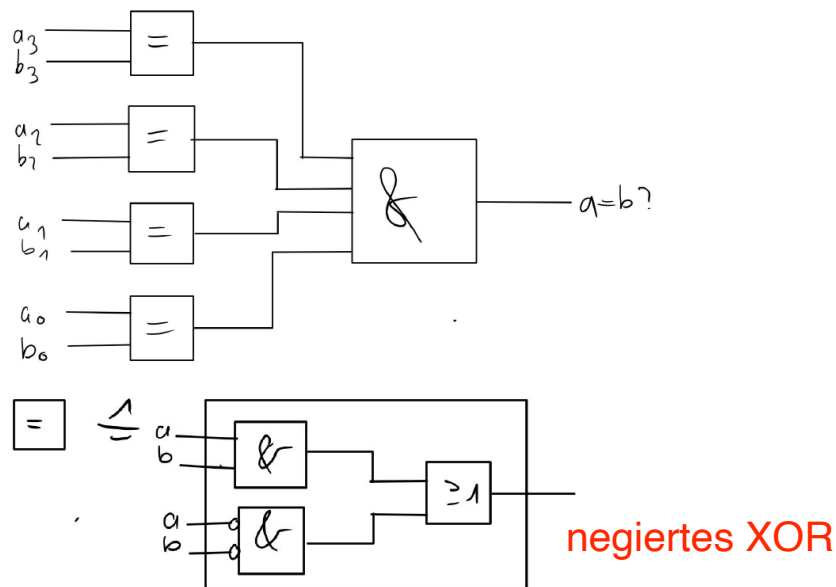 a3
b3
=
a2
b2
=
a1
b1
=
a0
b0
=
&
a=b?
= ≙
a
b
&
a
b
&
≥1
negiertes XOR